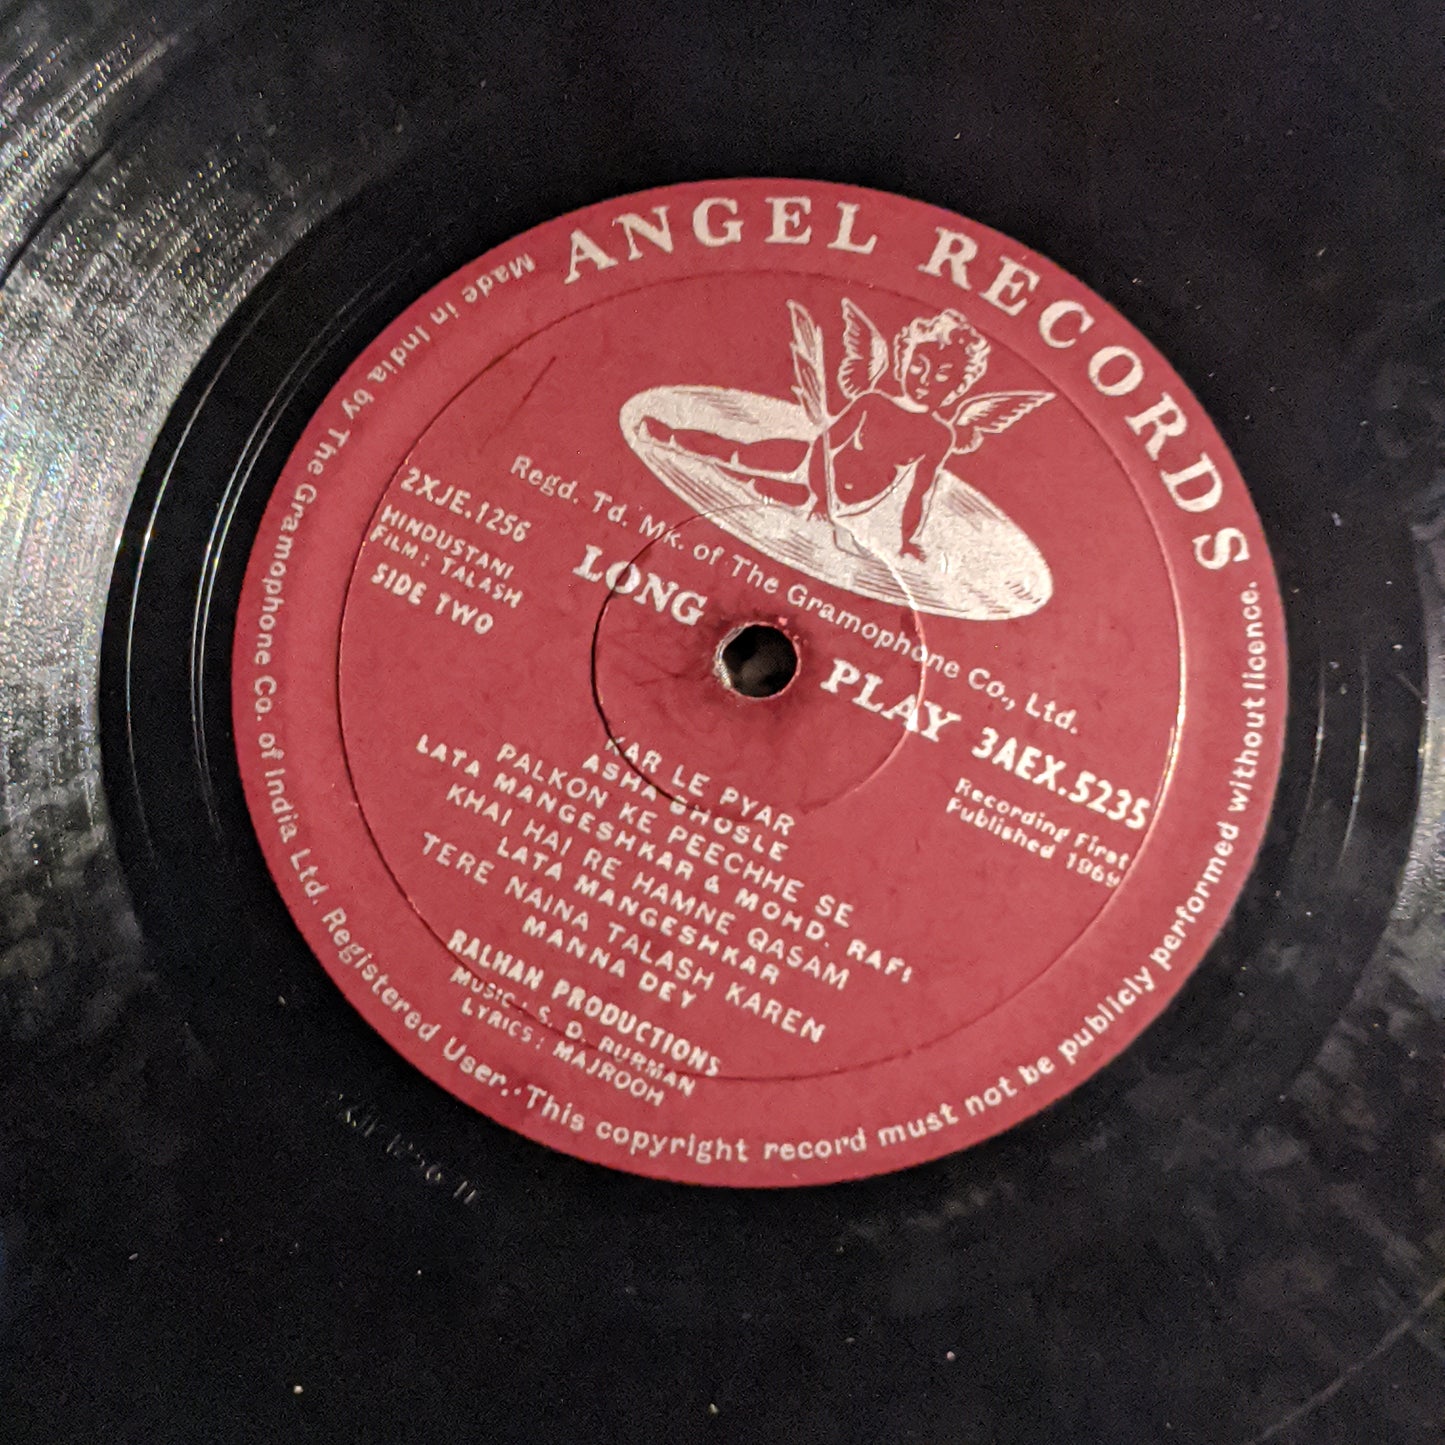 ANGEL RECORDS
Regd. Td. Mk. of The Gramophone Co., Ltd.
LONG PLAY
2XJE.1256
HINDUSTANI
FILM: TALASH
SIDE TWO
3AEX.5235
Recording First
Published 1969
KAR LE PYAR
ASHA BHOSLE
PALKON KE PEECHHE SE
LATA MANGESHKAR & MOHD. RAFI
KHAI HAI RE HAMNE QASAM
LATA MANGESHKAR
TERE NAINA TALASH KAREN
MANNA DEY
RALHAN PRODUCTIONS
MUSIC: S. D. BURMAN
LYRICS: MAJROOH
Made in India by The Gramophone Co. of India Ltd. Registered User. · This copyright record must not be publicly performed without licence.